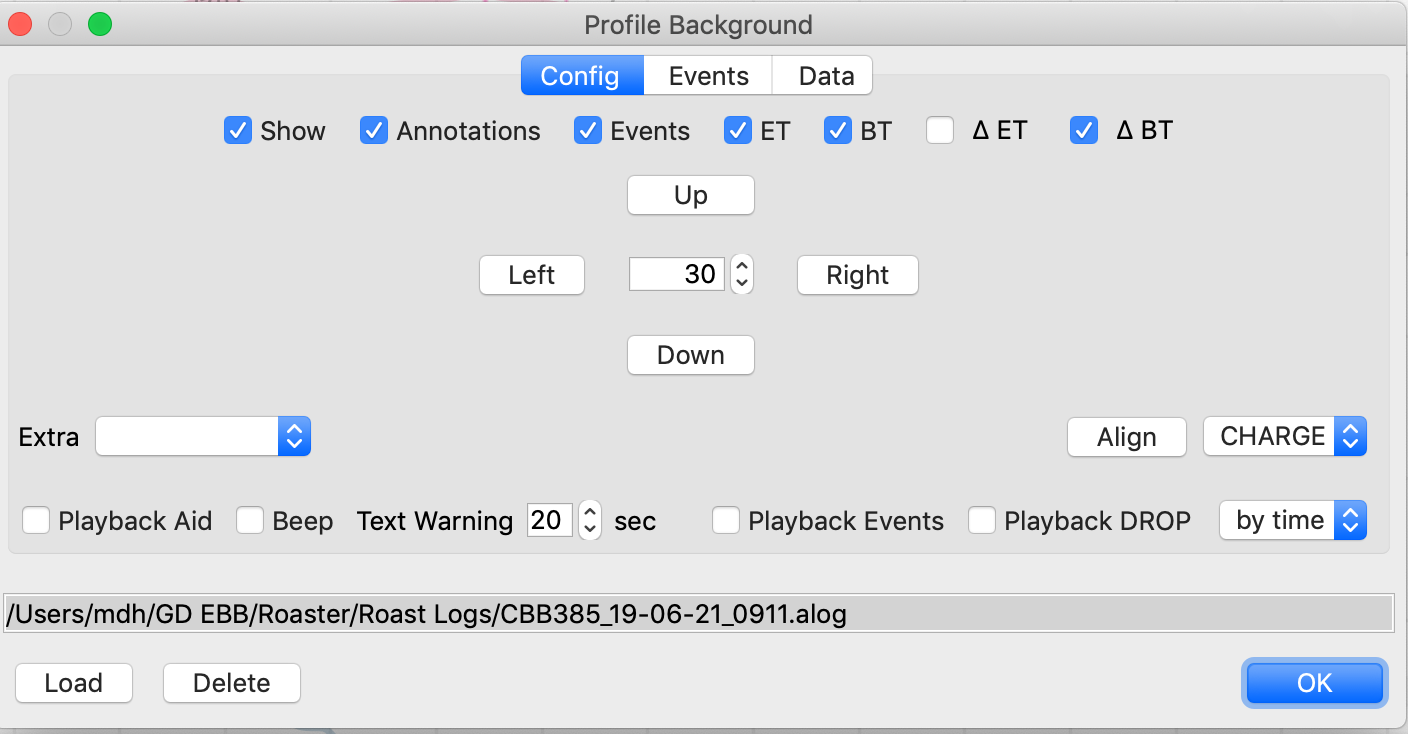 Profile Background
Config Events Data
Show Annotations Events ET BT Δ ET Δ BT
Up
Left 30 Right
Down
Extra Align CHARGE
Playback Aid Beep Text Warning 20 sec Playback Events Playback DROP by time
/Users/mdh/GD EBB/Roaster/Roast Logs/CBB385_19-06-21_0911.alog
Load Delete OK